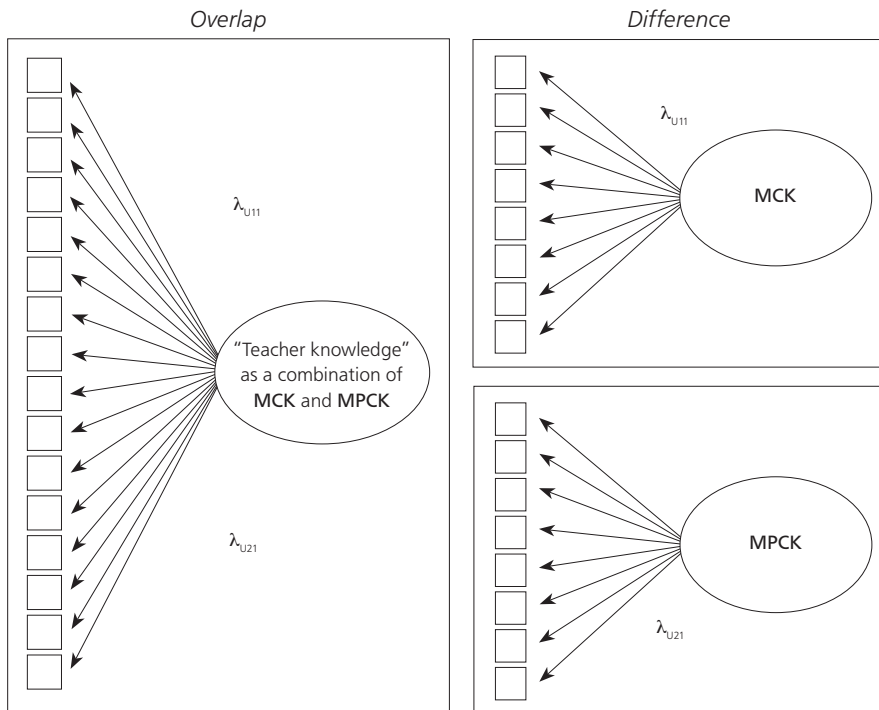 Overlap
λU11
“Teacher knowledge”
as a combination of
MCK and MPCK
λU21
Difference
λU11
MCK
MPCK
λU21